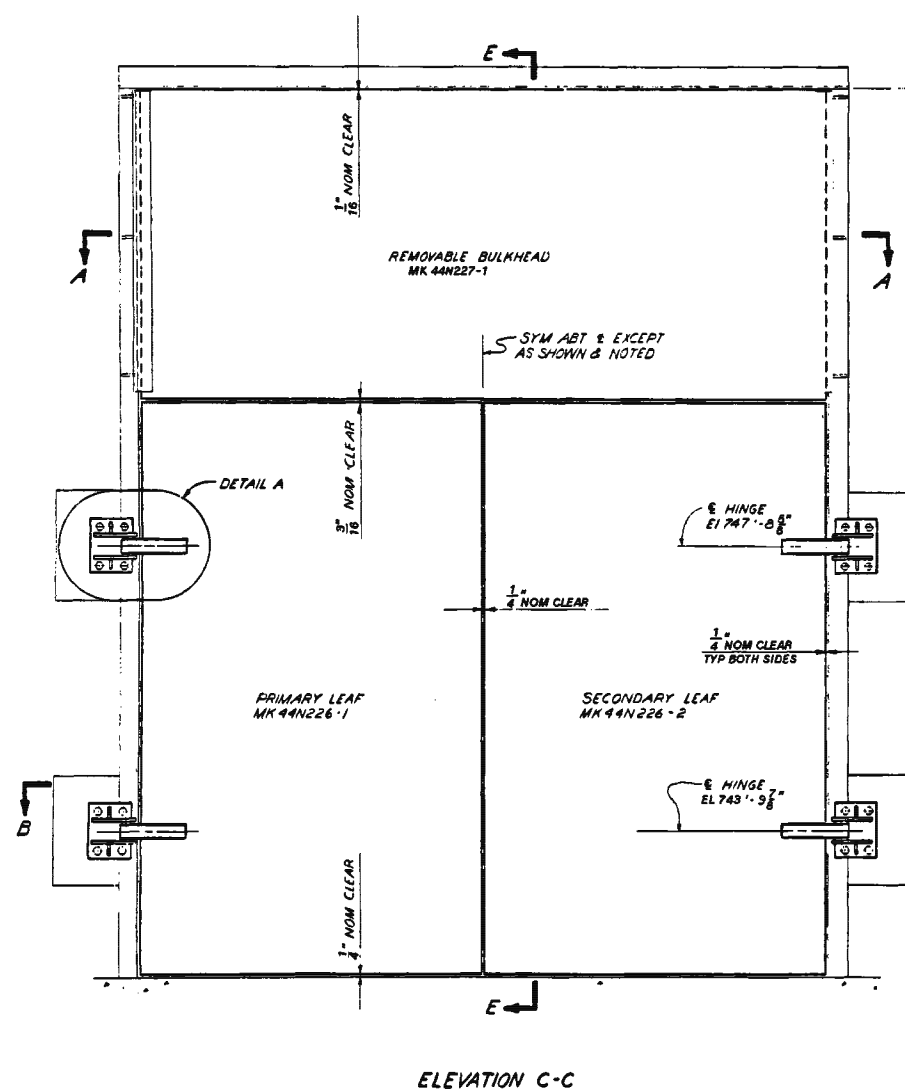 E
1/16" NOM CLEAR
REMOVABLE BULKHEAD
MK 44N227-1
A
A
SYM ABT ℄ EXCEPT
AS SHOWN & NOTED
3/16" NOM CLEAR
DETAIL A
℄ HINGE
El 747'-8 5/8"
1/4" NOM CLEAR
1/4" NOM CLEAR
TYP BOTH SIDES
PRIMARY LEAF
MK 44N226-1
SECONDARY LEAF
MK 44N226-2
℄ HINGE
EL 743'-9 7/8"
B
1/4" NOM CLEAR
E
ELEVATION C-C